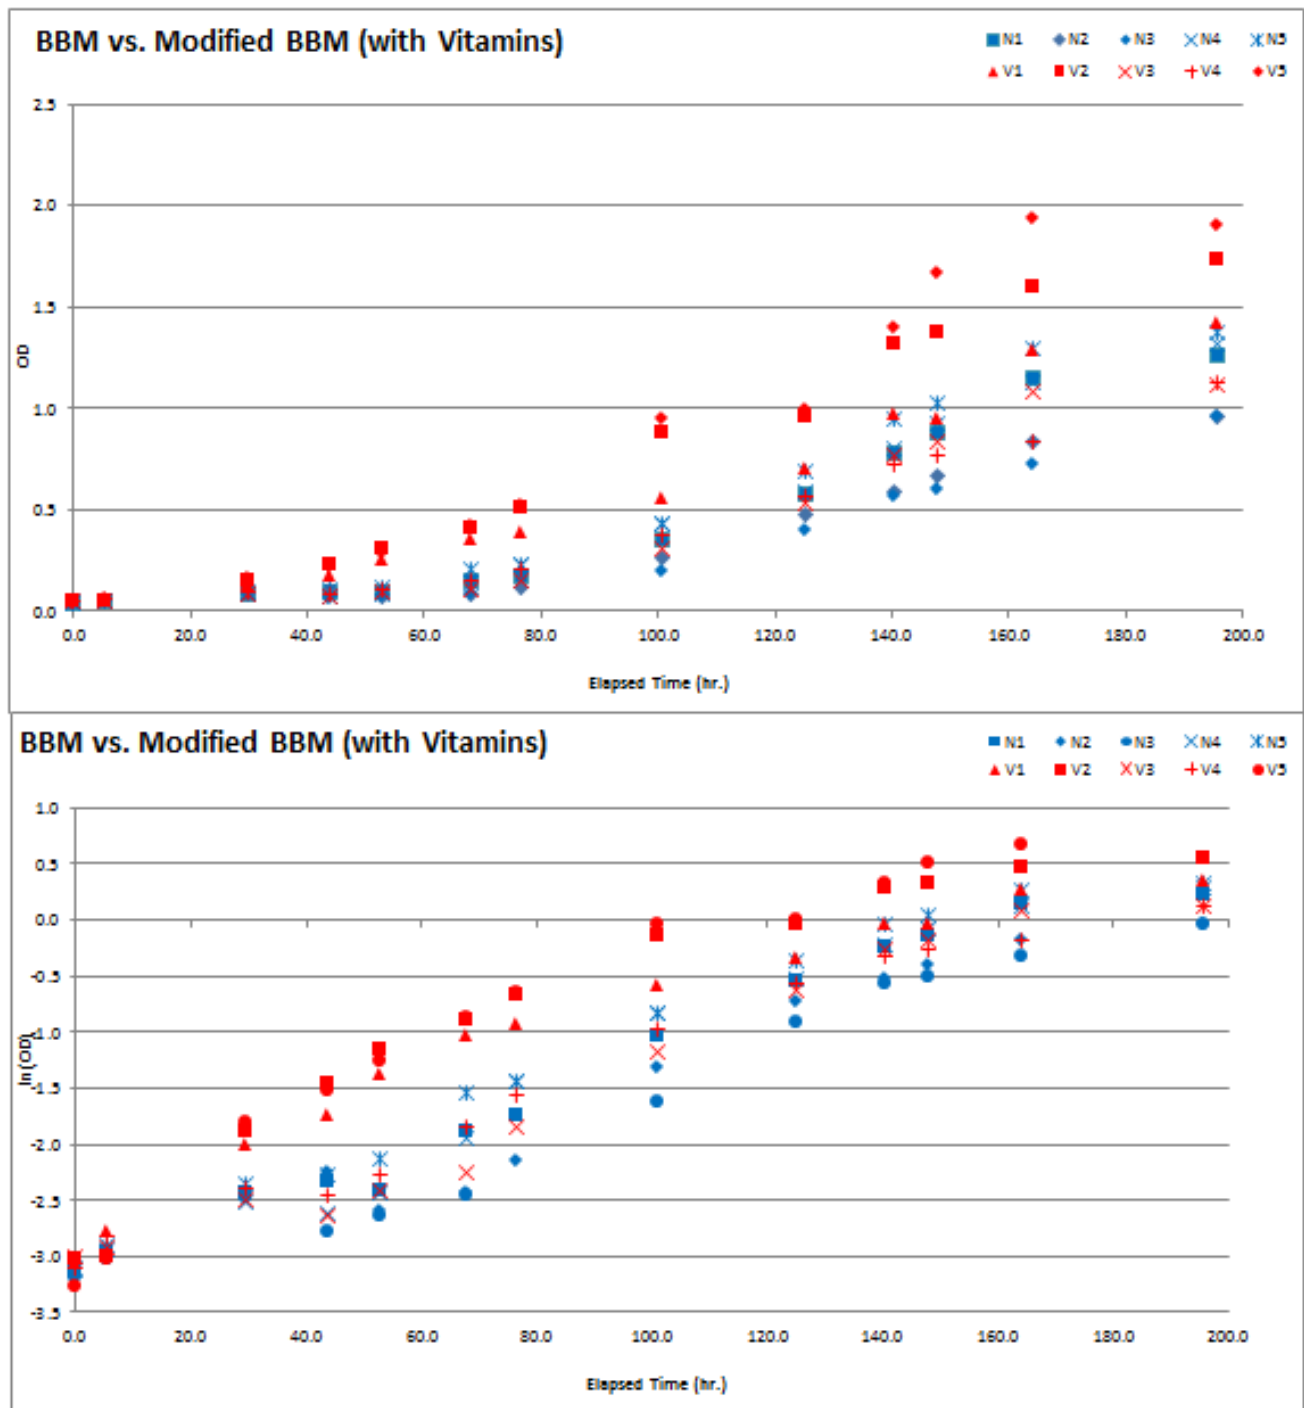 BBM vs. Modified BBM (with Vitamins)
N1 N2 N3 N4 N5
V1 V2 V3 V4 V5
2.5
2.0
1.5
1.0
0.5
0.0
OD
0.0 20.0 40.0 60.0 80.0 100.0 120.0 140.0 160.0 180.0 200.0
Elapsed Time (hr.)
BBM vs. Modified BBM (with Vitamins)
N1 N2 N3 N4 N5
V1 V2 V3 V4 V5
1.0
0.5
0.0
-0.5
-1.0
-1.5
-2.0
-2.5
-3.0
-3.5
ln(OD)
0.0 20.0 40.0 60.0 80.0 100.0 120.0 140.0 160.0 180.0 200.0
Elapsed Time (hr.)